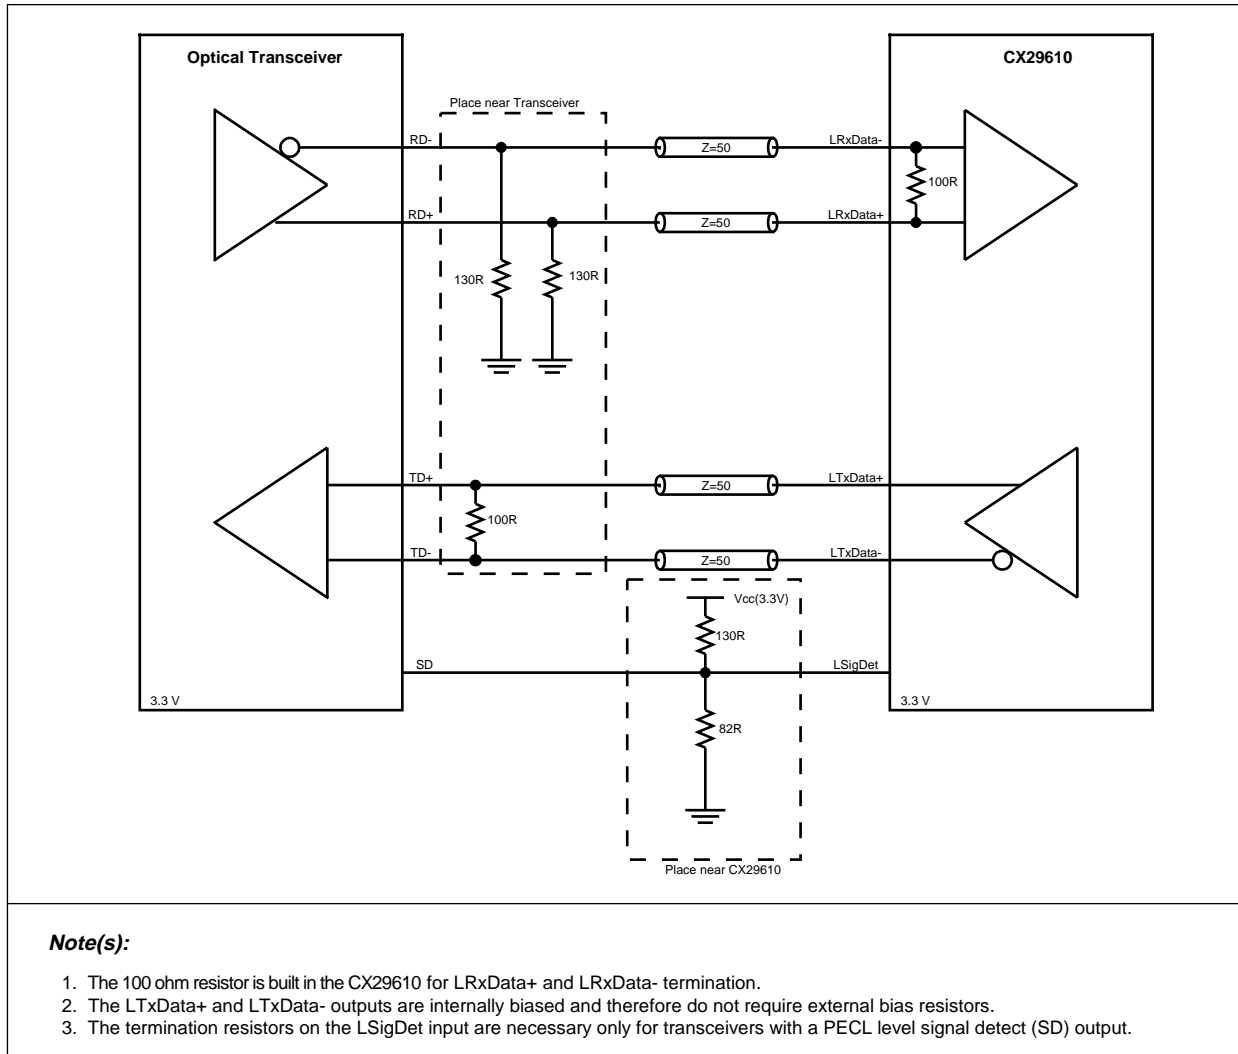 Optical Transceiver
CX29610
Place near Transceiver
RD-
Z=50
LRxData-
100R
RD+
Z=50
LRxData+
130R
130R
TD+
Z=50
LTxData+
100R
TD-
Z=50
LTxData-
Vcc(3.3V)
130R
SD
LSigDet
3.3 V
3.3 V
82R
Place near CX29610
Note(s):
1. The 100 ohm resistor is built in the CX29610 for LRxData+ and LRxData- termination.
2. The LTxData+ and LTxData- outputs are internally biased and therefore do not require external bias resistors.
3. The termination resistors on the LSigDet input are necessary only for transceivers with a PECL level signal detect (SD) output.